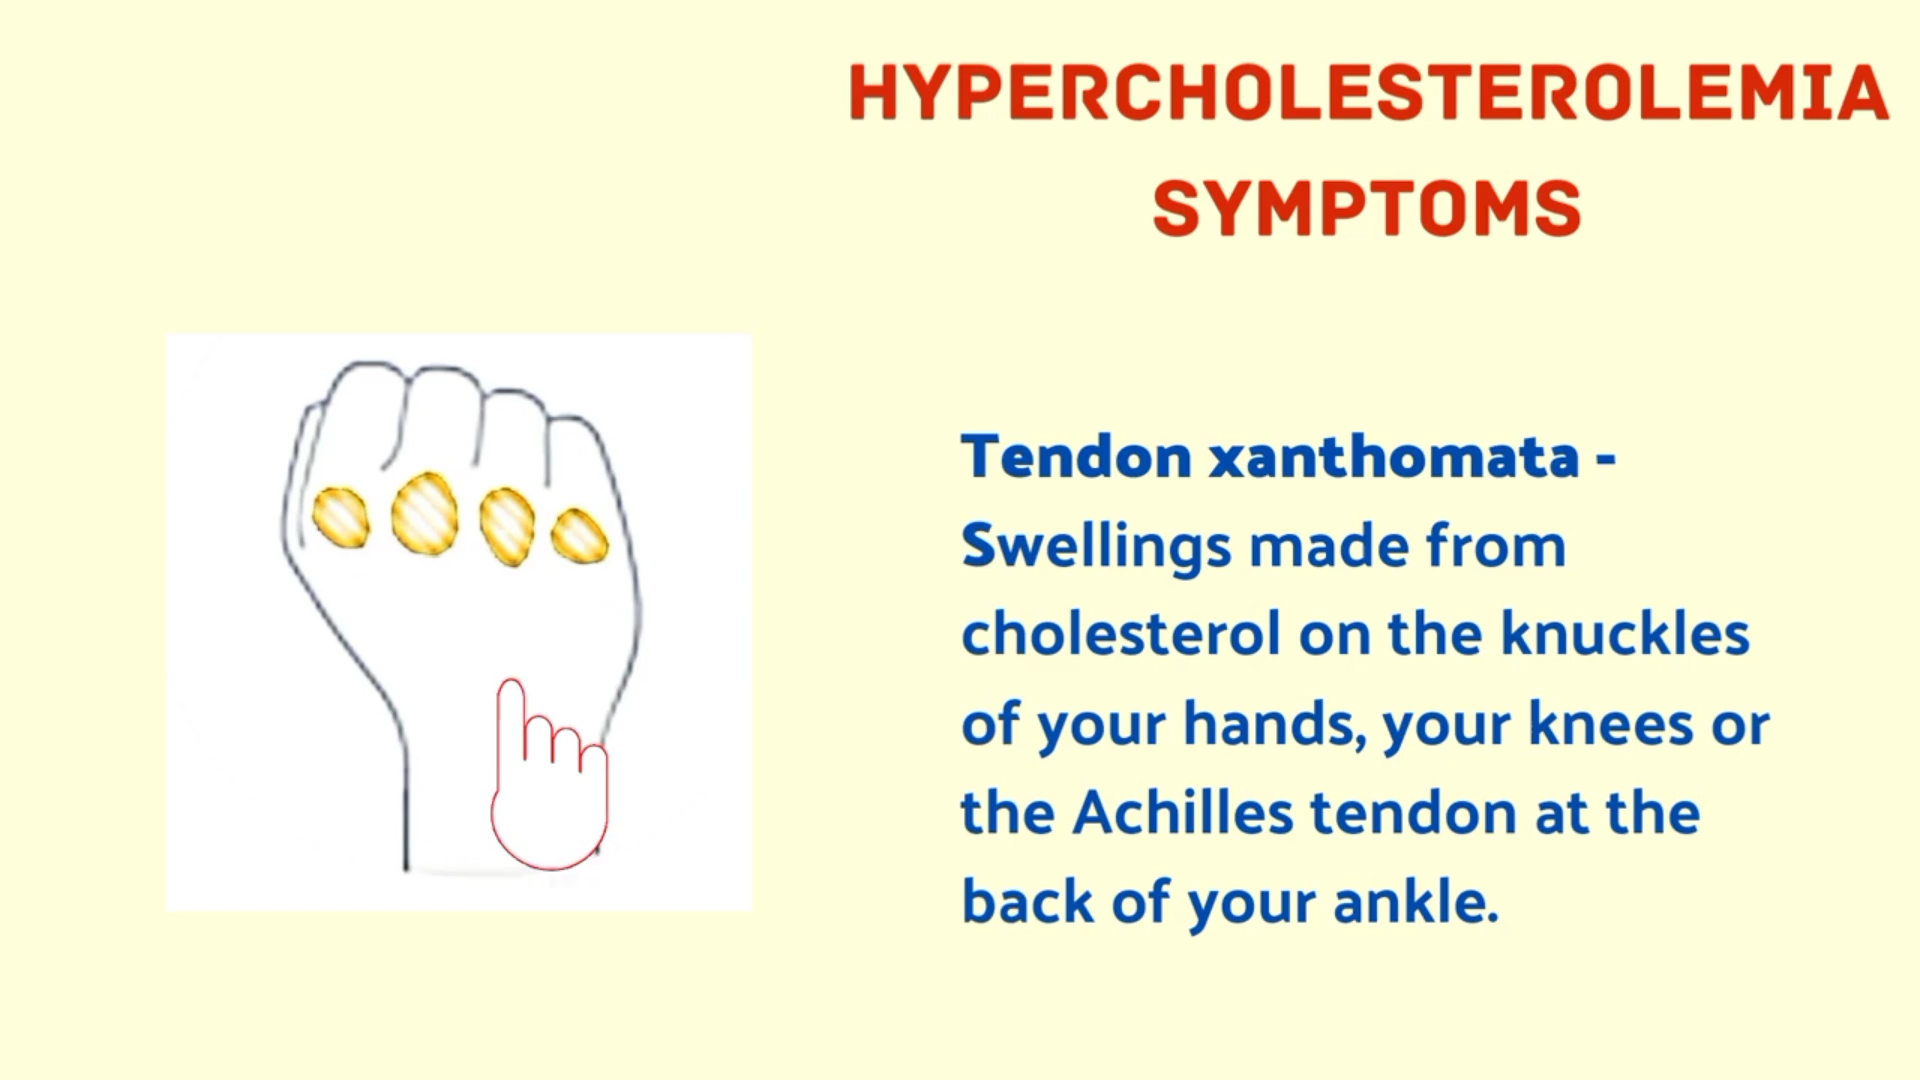 HYPERCHOLESTEROLEMIA
SYMPTOMS
Tendon xanthomata -
Swellings made from
cholesterol on the knuckles
of your hands, your knees or
the Achilles tendon at the
back of your ankle.